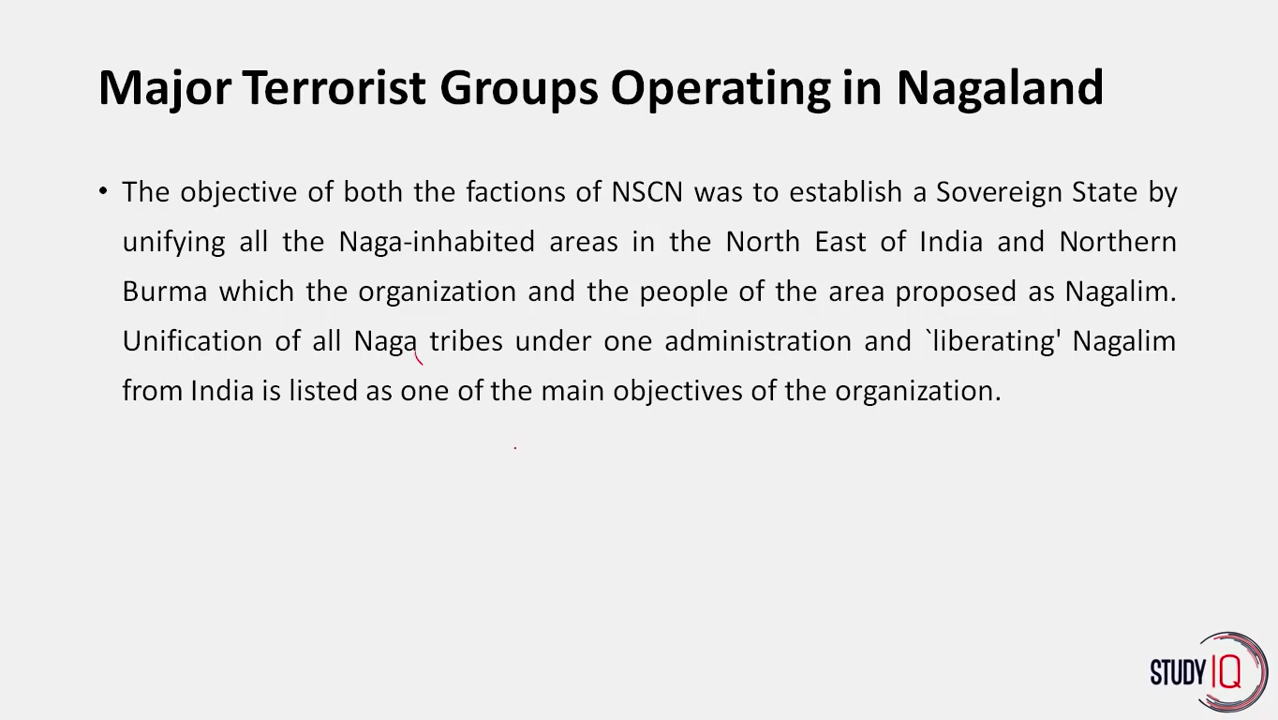 Major Terrorist Groups Operating in Nagaland
• The objective of both the factions of NSCN was to establish a Sovereign State by
unifying all the Naga-inhabited areas in the North East of India and Northern
Burma which the organization and the people of the area proposed as Nagalim.
Unification of all Naga tribes under one administration and `liberating' Nagalim
from India is listed as one of the main objectives of the organization.
STUDY IQ